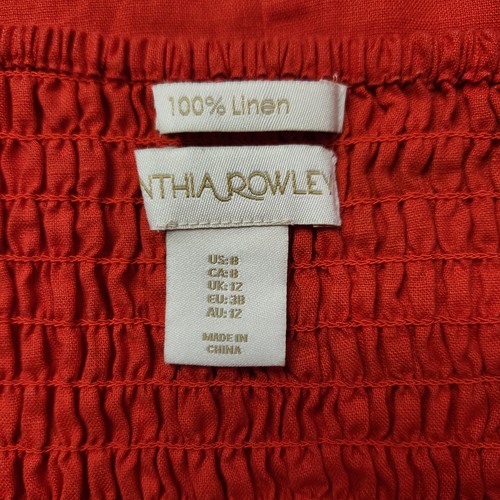 100% Linen
NTHIA ROWLEY
US: 8
CA: 8
UK: 12
EU: 38
AU: 12
MADE IN
CHINA